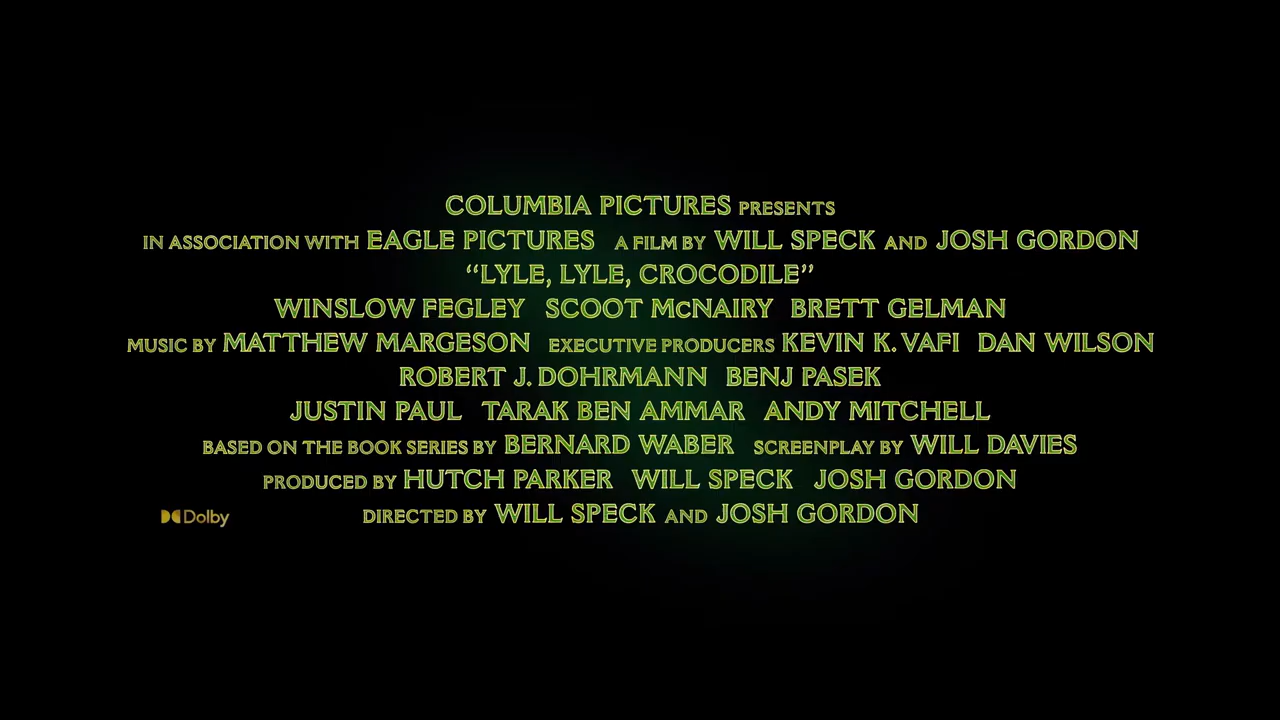 COLUMBIA PICTURES PRESENTS
IN ASSOCIATION WITH EAGLE PICTURES A FILM BY WILL SPECK AND JOSH GORDON
“LYLE, LYLE, CROCODILE”
WINSLOW FEGLEY SCOOT McNAIRY BRETT GELMAN
MUSIC BY MATTHEW MARGESON EXECUTIVE PRODUCERS KEVIN K. VAFI DAN WILSON
ROBERT J. DOHRMANN BENJ PASEK
JUSTIN PAUL TARAK BEN AMMAR ANDY MITCHELL
BASED ON THE BOOK SERIES BY BERNARD WABER SCREENPLAY BY WILL DAVIES
PRODUCED BY HUTCH PARKER WILL SPECK JOSH GORDON
Dolby DIRECTED BY WILL SPECK AND JOSH GORDON